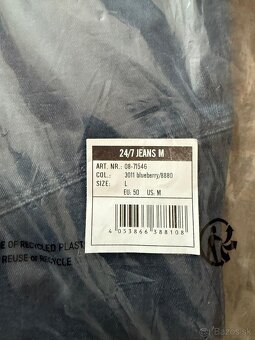 24/7 JEANS M
ART. NR.: 08-71546
COL.: 3011 blueberry/8880
SIZE: L
EU: 50 US: M
4 053866 388108
E OF RECYCLED PLAST
REUSE or RECYCLE.
Bazos.sk